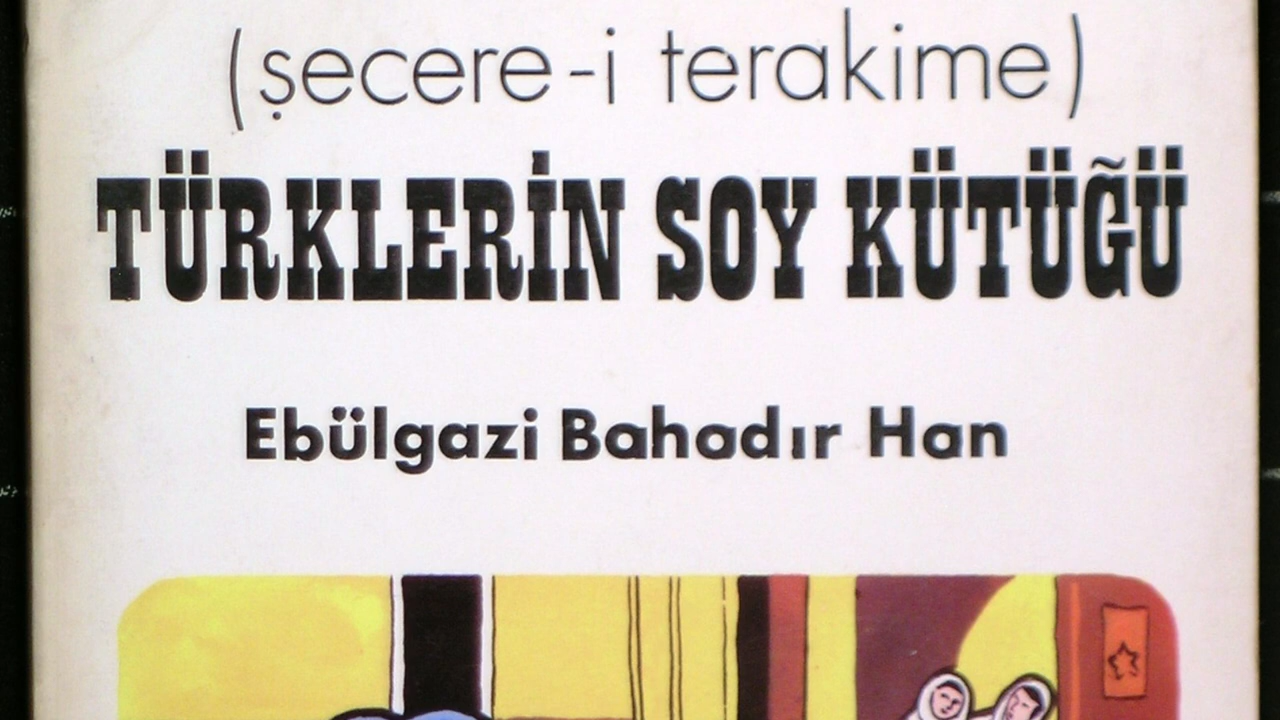 (şecere-i terakime)
TÜRKLERİN SOY KÜTÜĞÜ
Ebülgazi Bahadır Han